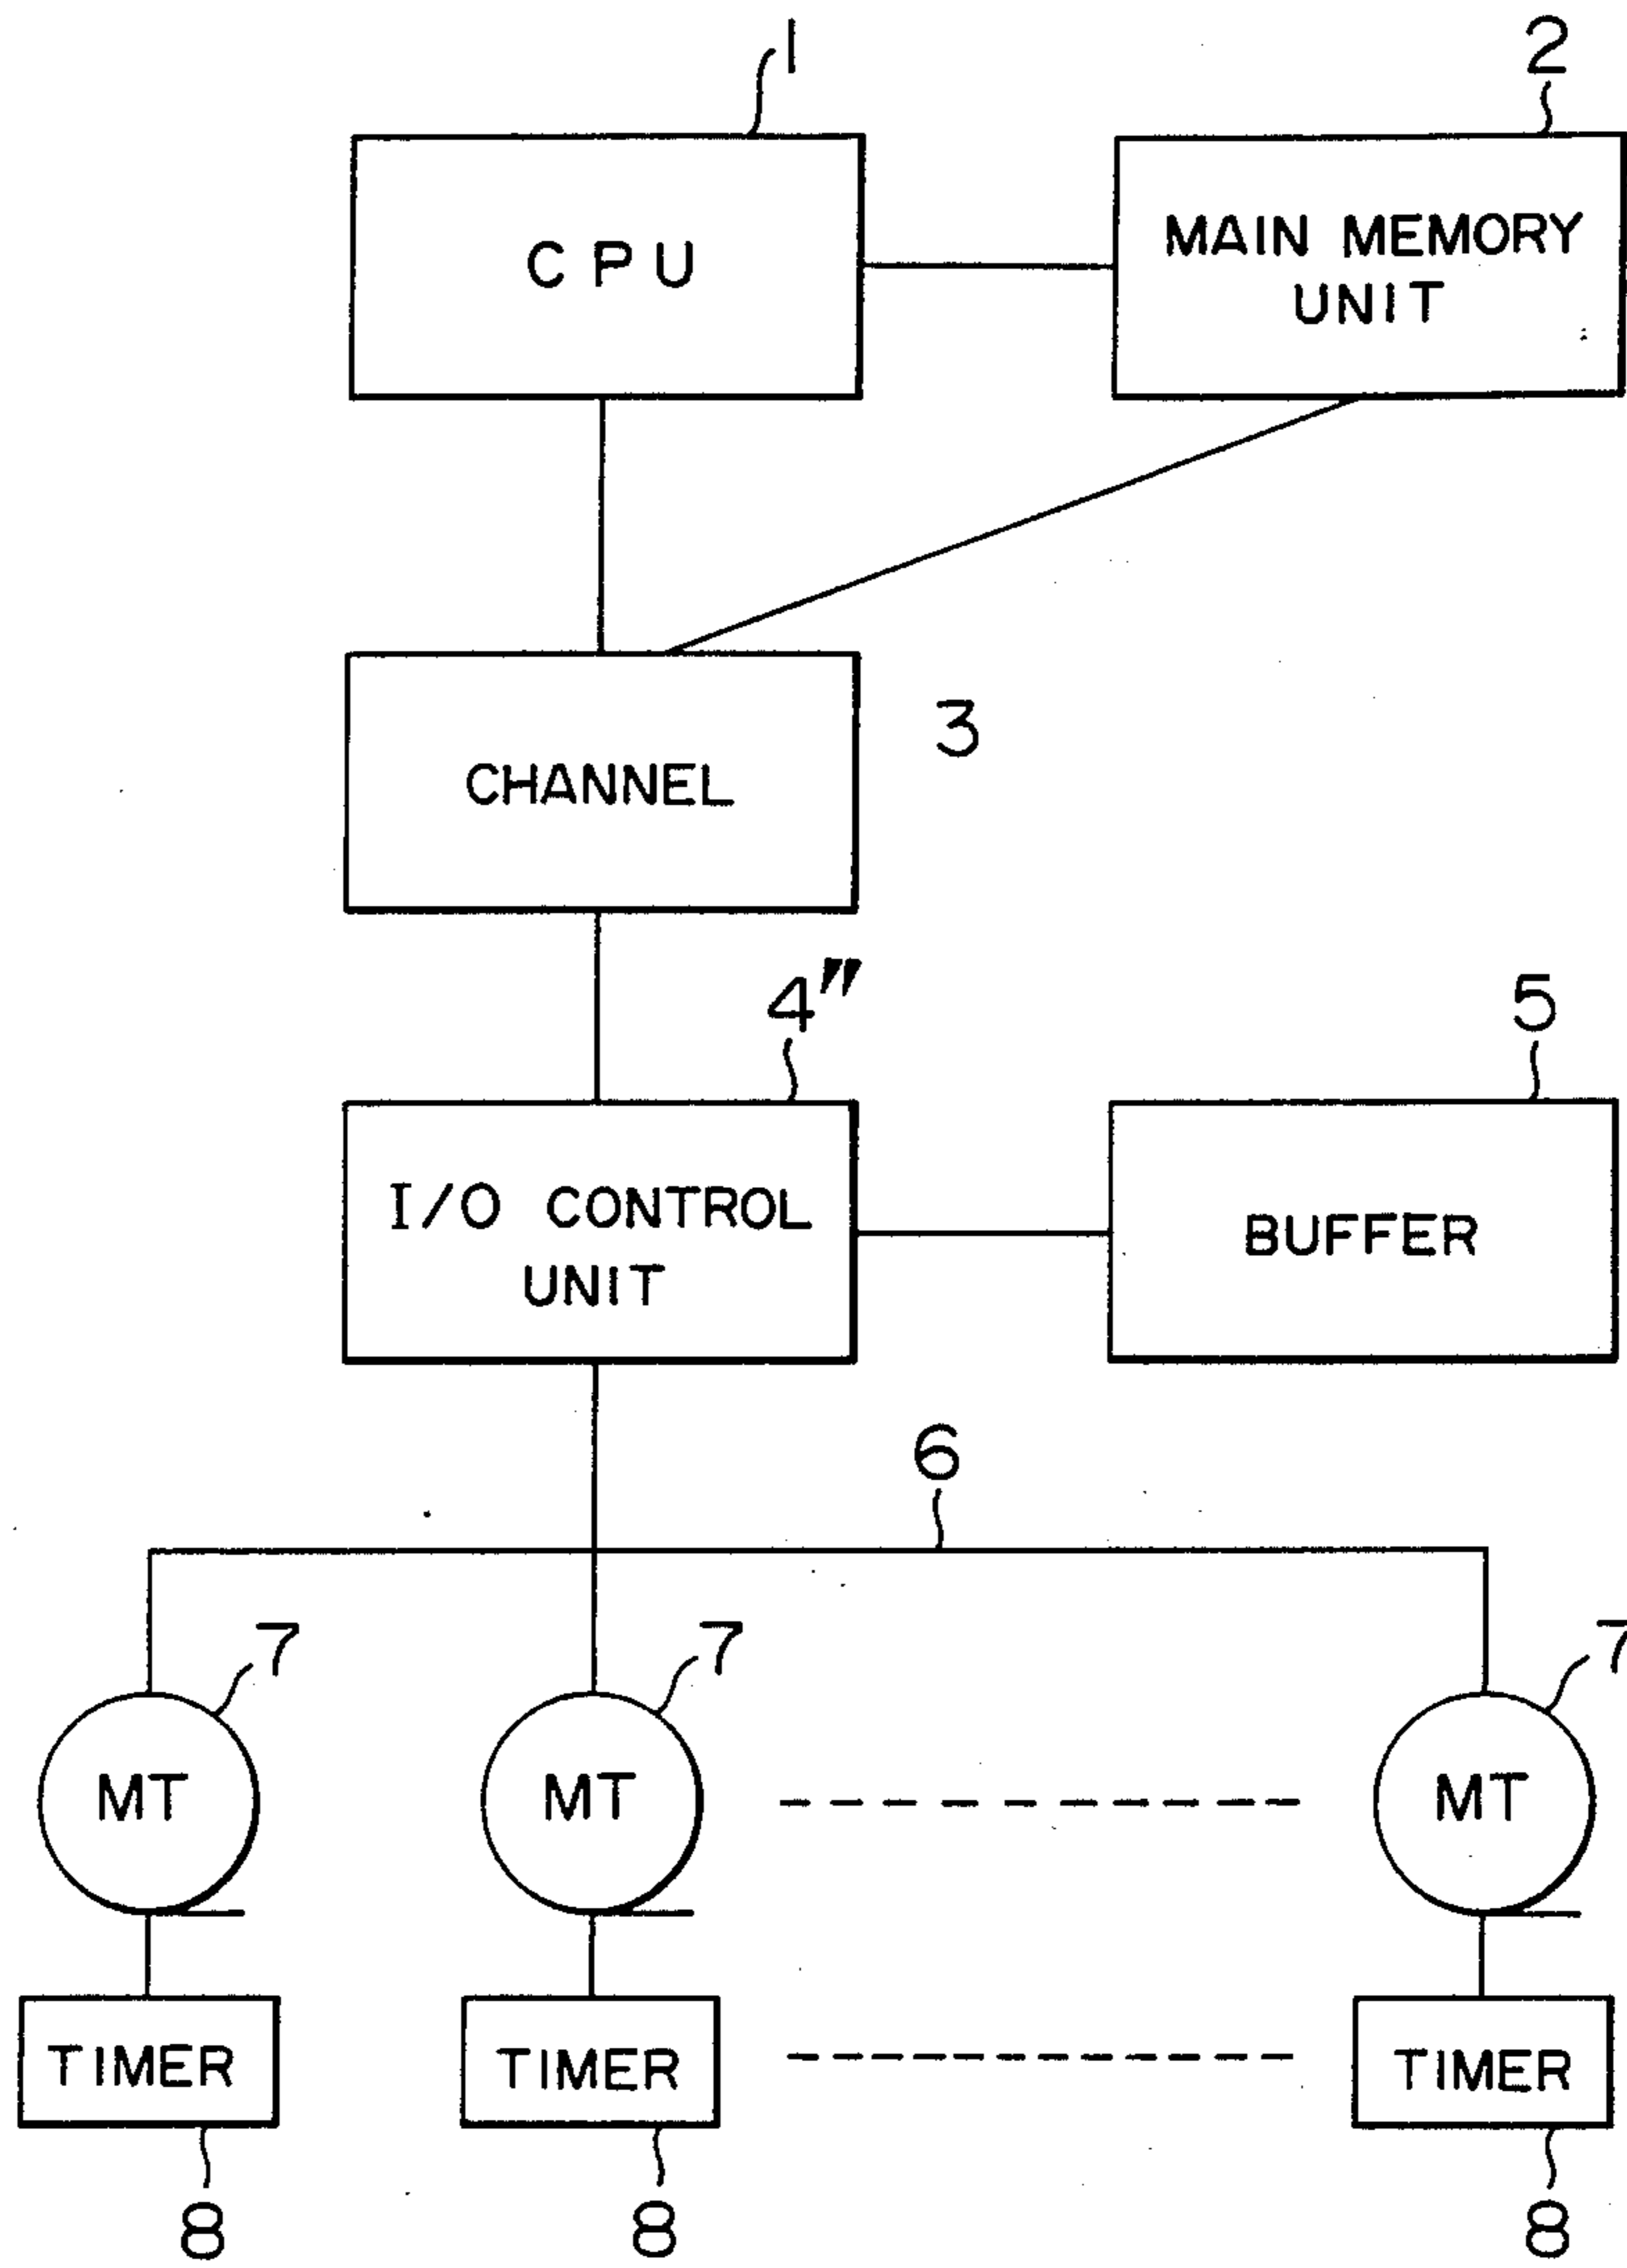 1
2
CPU
MAIN MEMORY
UNIT
3
CHANNEL
4"
5
I/O CONTROL
UNIT
BUFFER
6
7
7
7
MT
MT
MT
TIMER
TIMER
TIMER
8
8
8